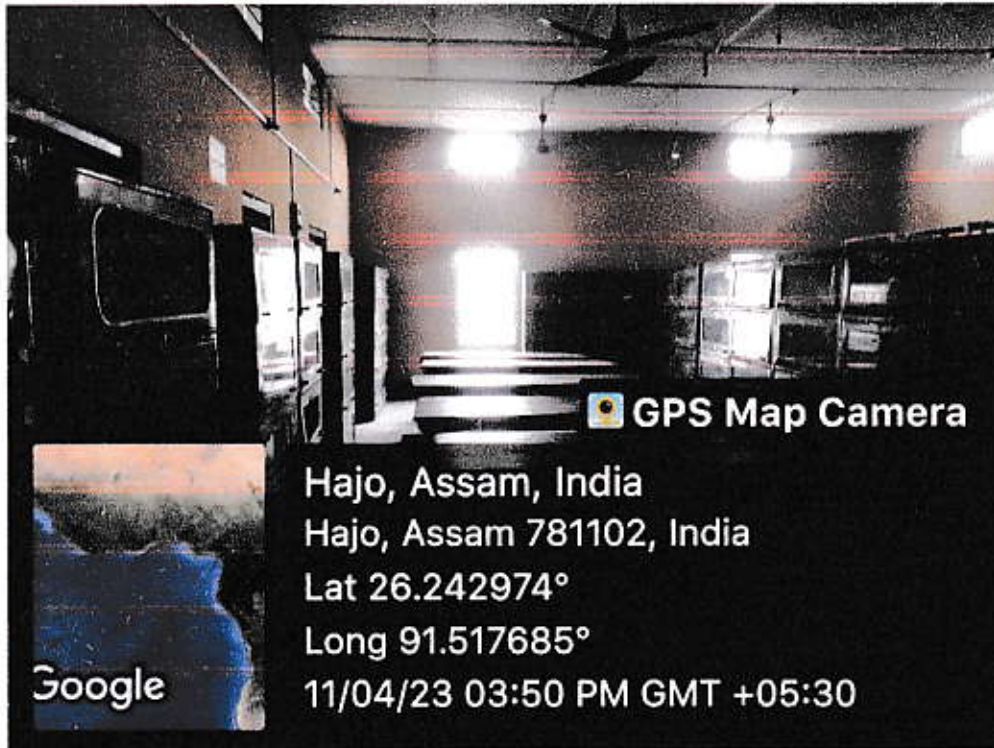 GPS Map Camera
Hajo, Assam, India
Hajo, Assam 781102, India
Lat 26.242974°
Long 91.517685°
11/04/23 03:50 PM GMT +05:30
Google